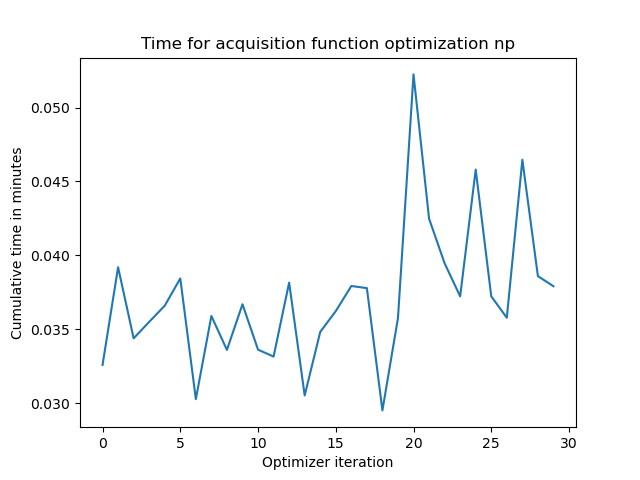 Time for acquisition function optimization np
Cumulative time in minutes
0.050
0.045
0.040
0.035
0.030
0 5 10 15 20 25 30
Optimizer iteration